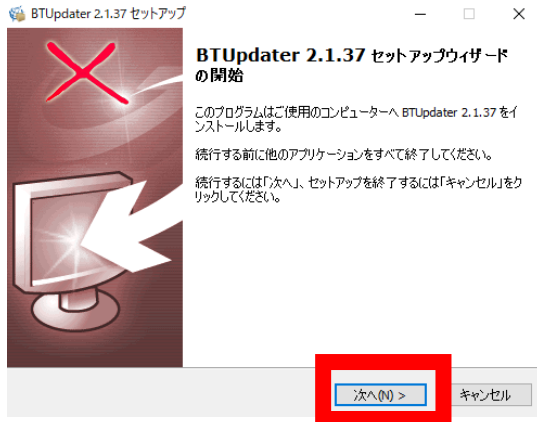 BTUpdater 2.1.37 セットアップ
BTUpdater 2.1.37 セットアップウィザード
の開始
このプログラムはご使用のコンピューターへ BTUpdater 2.1.37 をイ
ンストールします。
続行する前に他のアプリケーションをすべて終了してください。
続行するには「次へ」、セットアップを終了するには「キャンセル」をク
リックしてください。
次へ(N) >
キャンセル